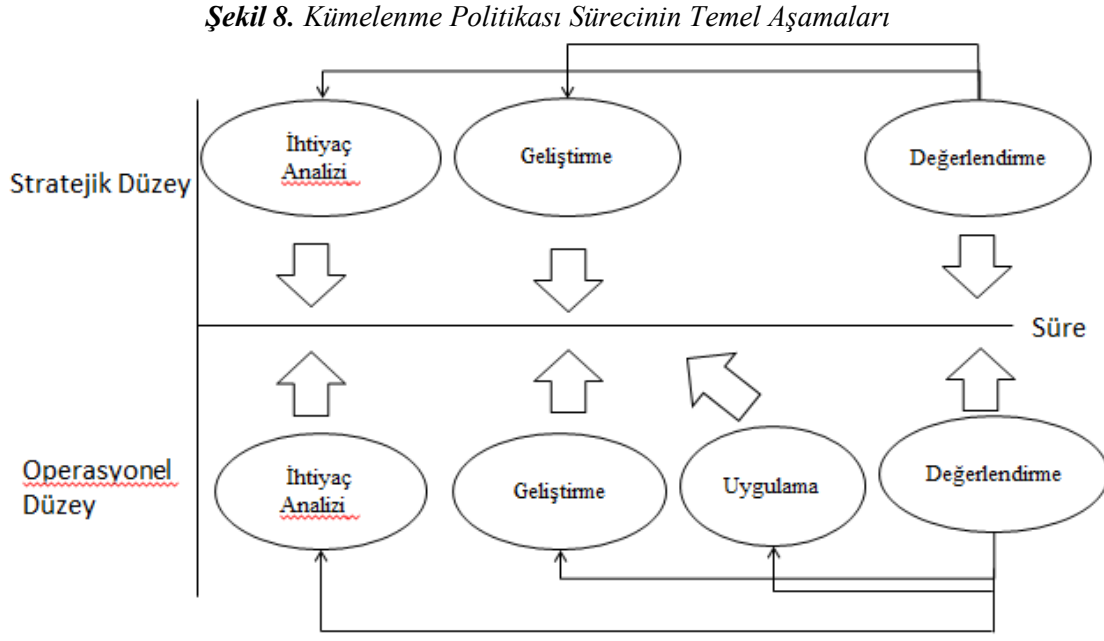 Şekil 8. Kümelenme Politikası Sürecinin Temel Aşamaları
İhtiyaç
Analizi
Geliştirme
Değerlendirme
Stratejik Düzey
Süre
Operasyonel
Düzey
İhtiyaç
Analizi
Geliştirme
Uygulama
Değerlendirme